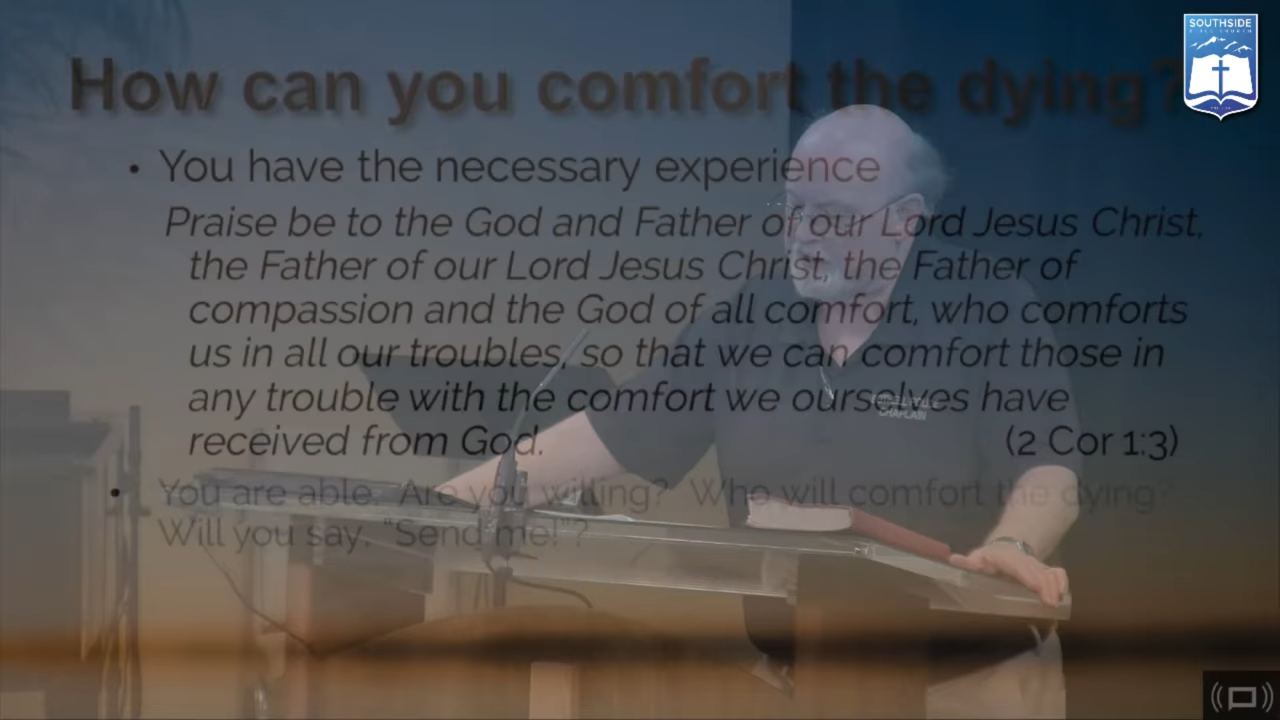 SOUTHSIDE
How can you comfort the dying?
• You have the necessary experience
Praise be to the God and Father of our Lord Jesus Christ,
the Father of our Lord Jesus Christ, the Father of
compassion and the God of all comfort, who comforts
us in all our troubles, so that we can comfort those in
any trouble with the comfort we ourselves have
received from God. (2 Cor 1:3)
• You are able. Are you willing? Who will comfort the dying?
Will you say, "Send me!"?
CHAPLAIN